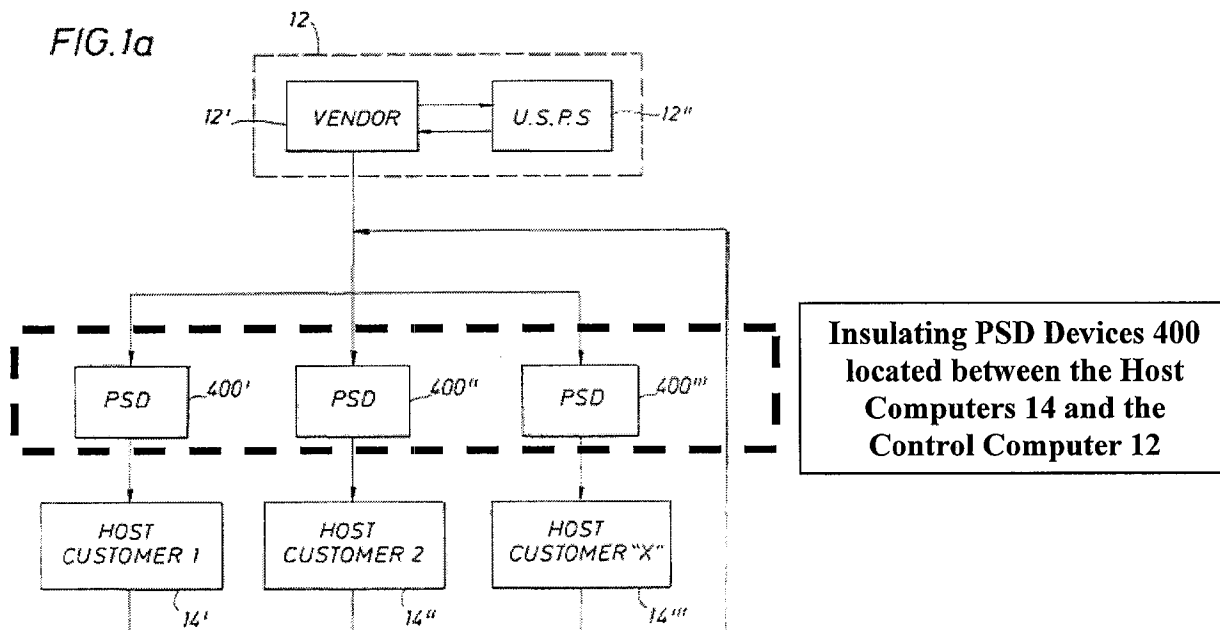 FIG.1a
12
12'
VENDOR
U.S.P.S
12"
Insulating PSD Devices 400
located between the Host
Computers 14 and the
Control Computer 12
PSD
400'
PSD
400"
PSD
400'''
HOST
CUSTOMER 1
HOST
CUSTOMER 2
HOST
CUSTOMER "X"
14'
14"
14'''